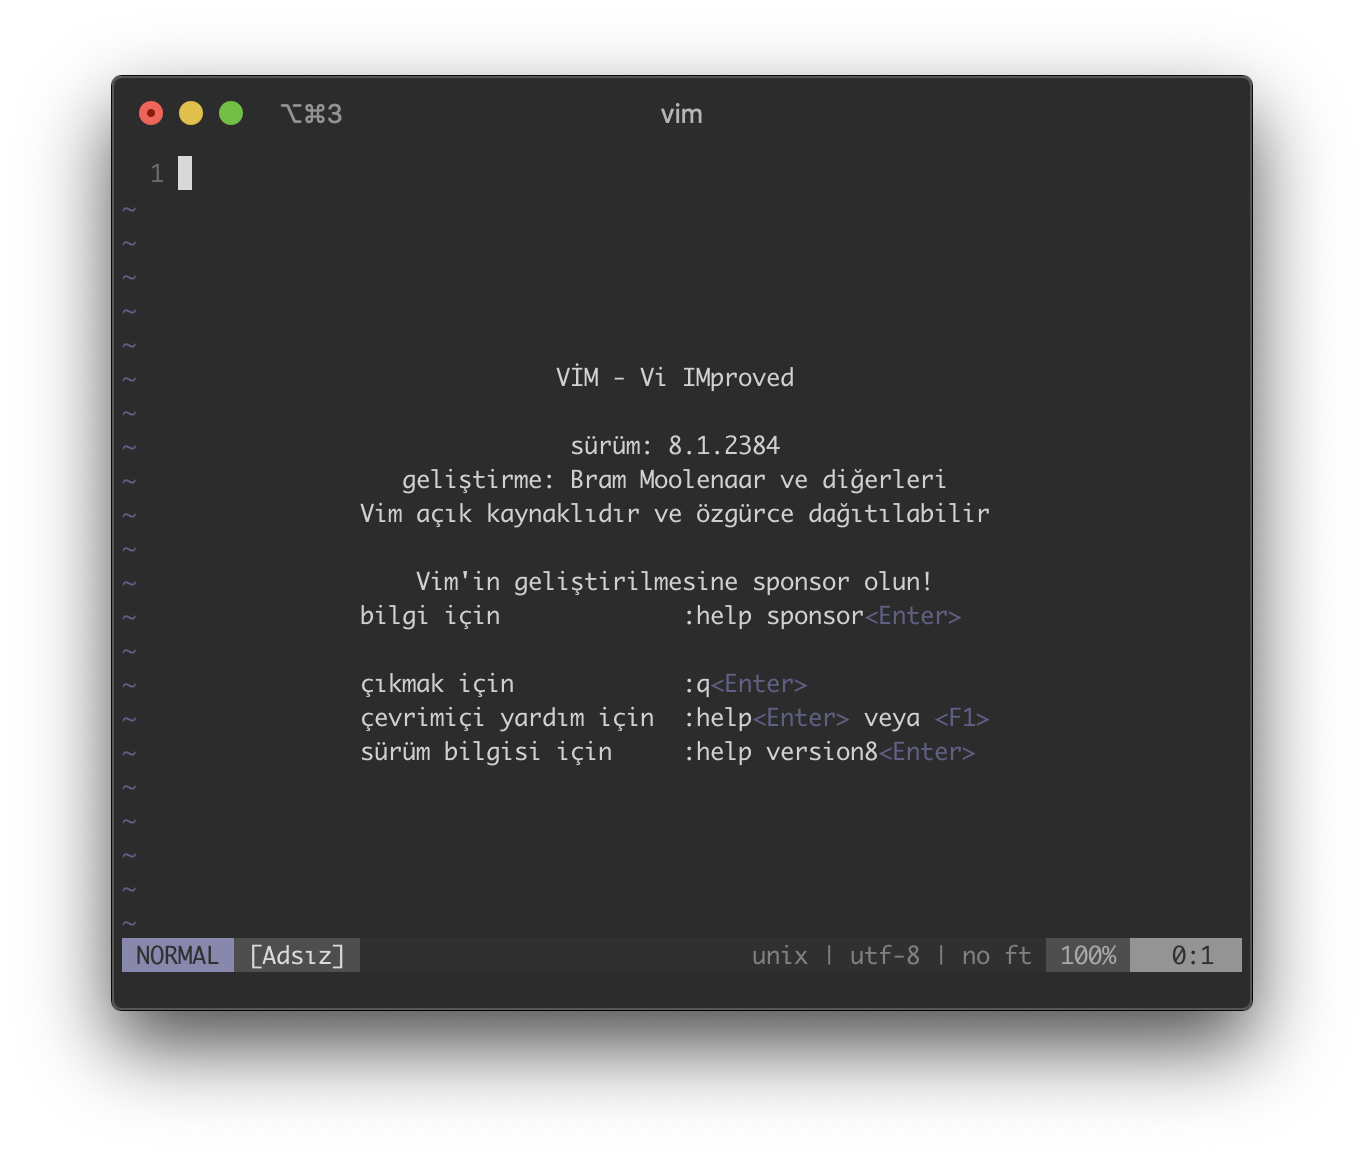 ⌥⌘3 vim
1
~
~
~
~
~
~ VİM - Vi IMproved
~
~ sürüm: 8.1.2384
~ geliştirme: Bram Moolenaar ve diğerleri
~ Vim açık kaynaklıdır ve özgürce dağıtılabilir
~
~ Vim'in geliştirilmesine sponsor olun!
~ bilgi için :help sponsor<Enter>
~
~ çıkmak için :q<Enter>
~ çevrimiçi yardım için :help<Enter> veya <F1>
~ sürüm bilgisi için :help version8<Enter>
~
~
~
~
~
NORMAL [Adsız] unix | utf-8 | no ft 100% 0:1